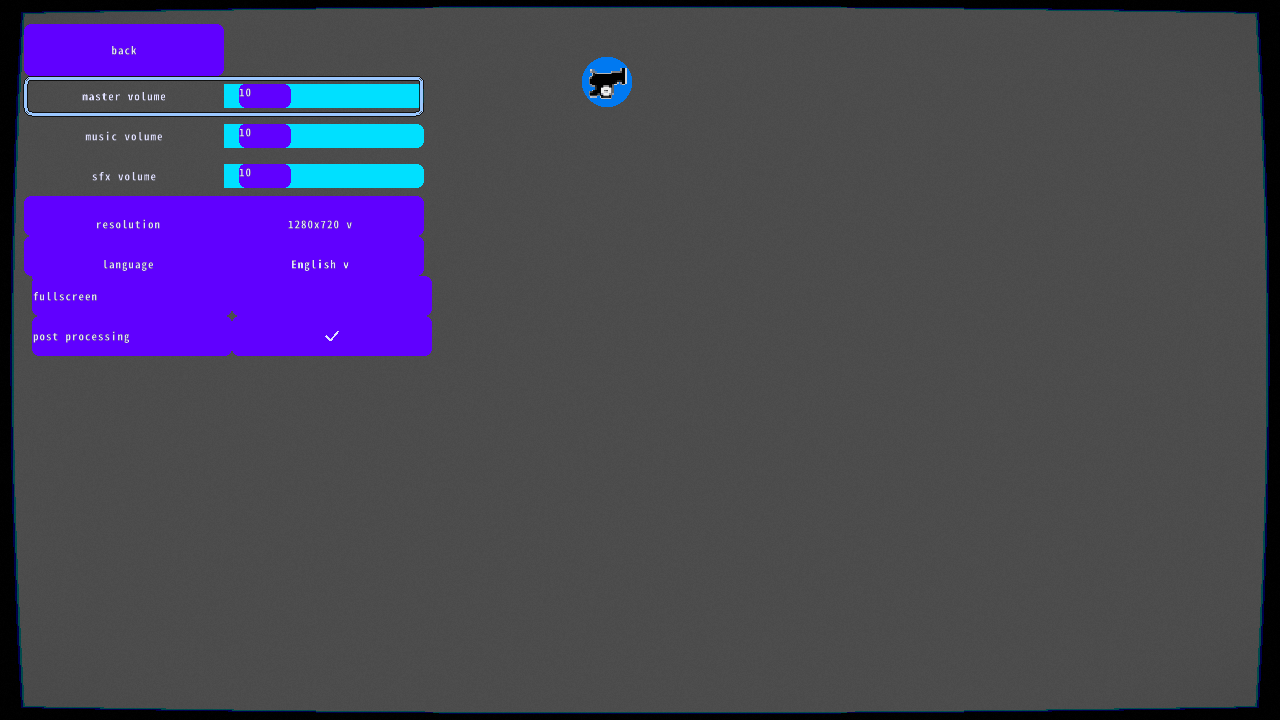 back
master volume 10
music volume 10
sfx volume 10
resolution 1280x720 v
language English v
fullscreen
post processing